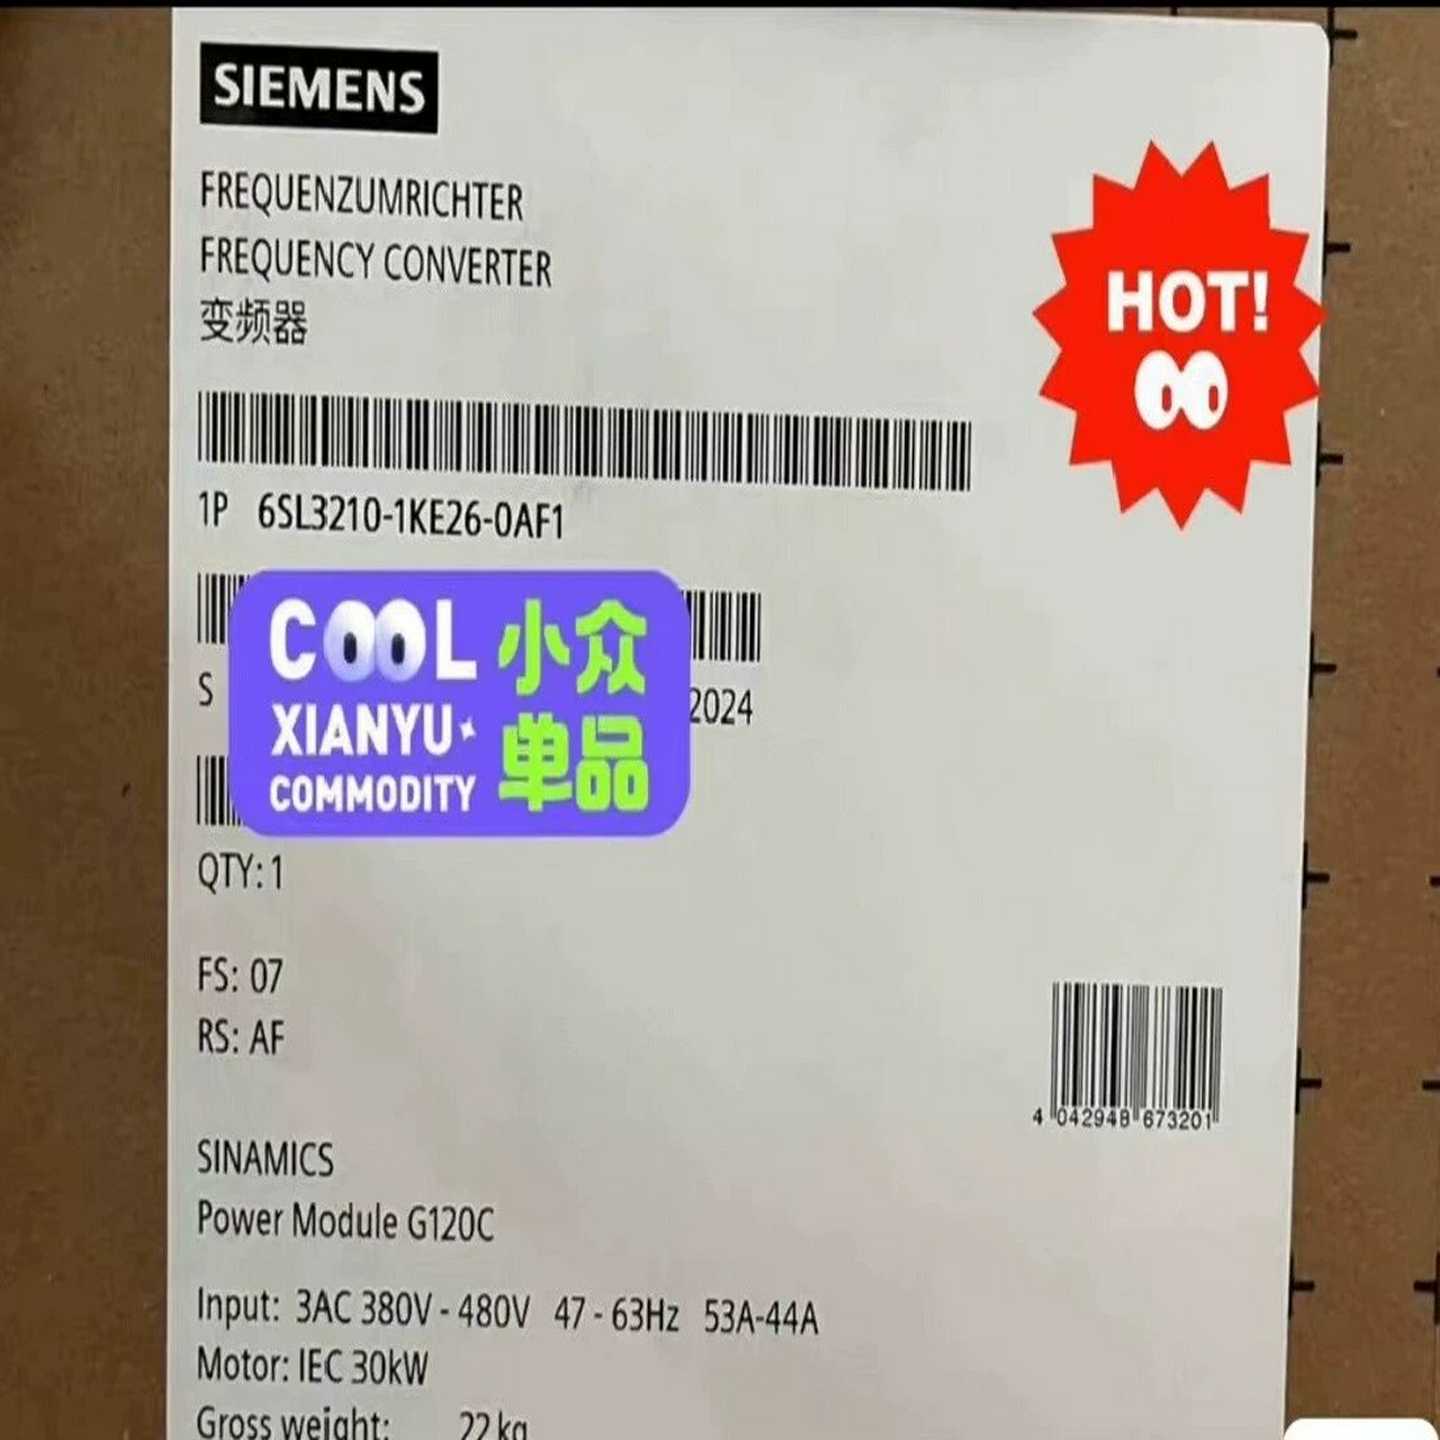 SIEMENS
FREQUENZUMRICHTER
FREQUENCY CONVERTER
变频器
HOT!
1P 6SL3210-1KE26-0AF1
COOL 小众
XIANYU 单品
COMMODITY
S 2024
QTY: 1
FS: 07
RS: AF
4 042948 673201
SINAMICS
Power Module G120C
Input: 3AC 380V - 480V 47 - 63Hz 53A-44A
Motor: IEC 30kW
Gross weight: 22 kg